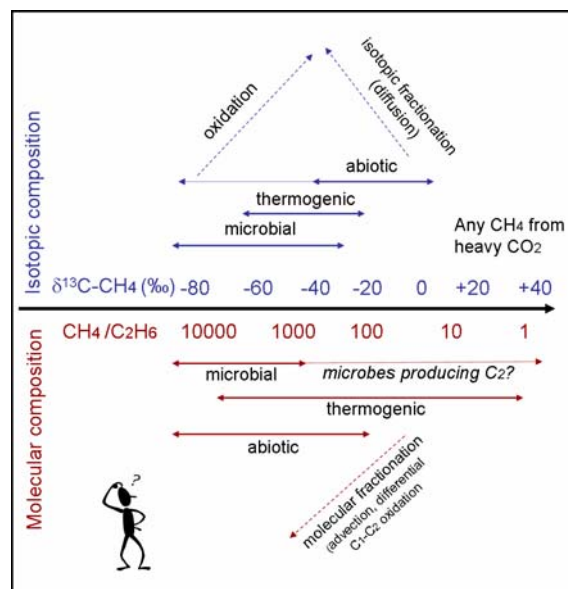 Isotopic composition
oxidation
isotopic fractionation
(diffusion)
abiotic
thermogenic
microbial
Any CH4 from
heavy CO2
δ¹³C-CH4 (‰) -80 -60 -40 -20 0 +20 +40
CH4 /C2H6 10000 1000 100 10 1
Molecular composition
microbial microbes producing C2?
thermogenic
abiotic
molecular fractionation
(advection, differential
C1-C2 oxidation
?